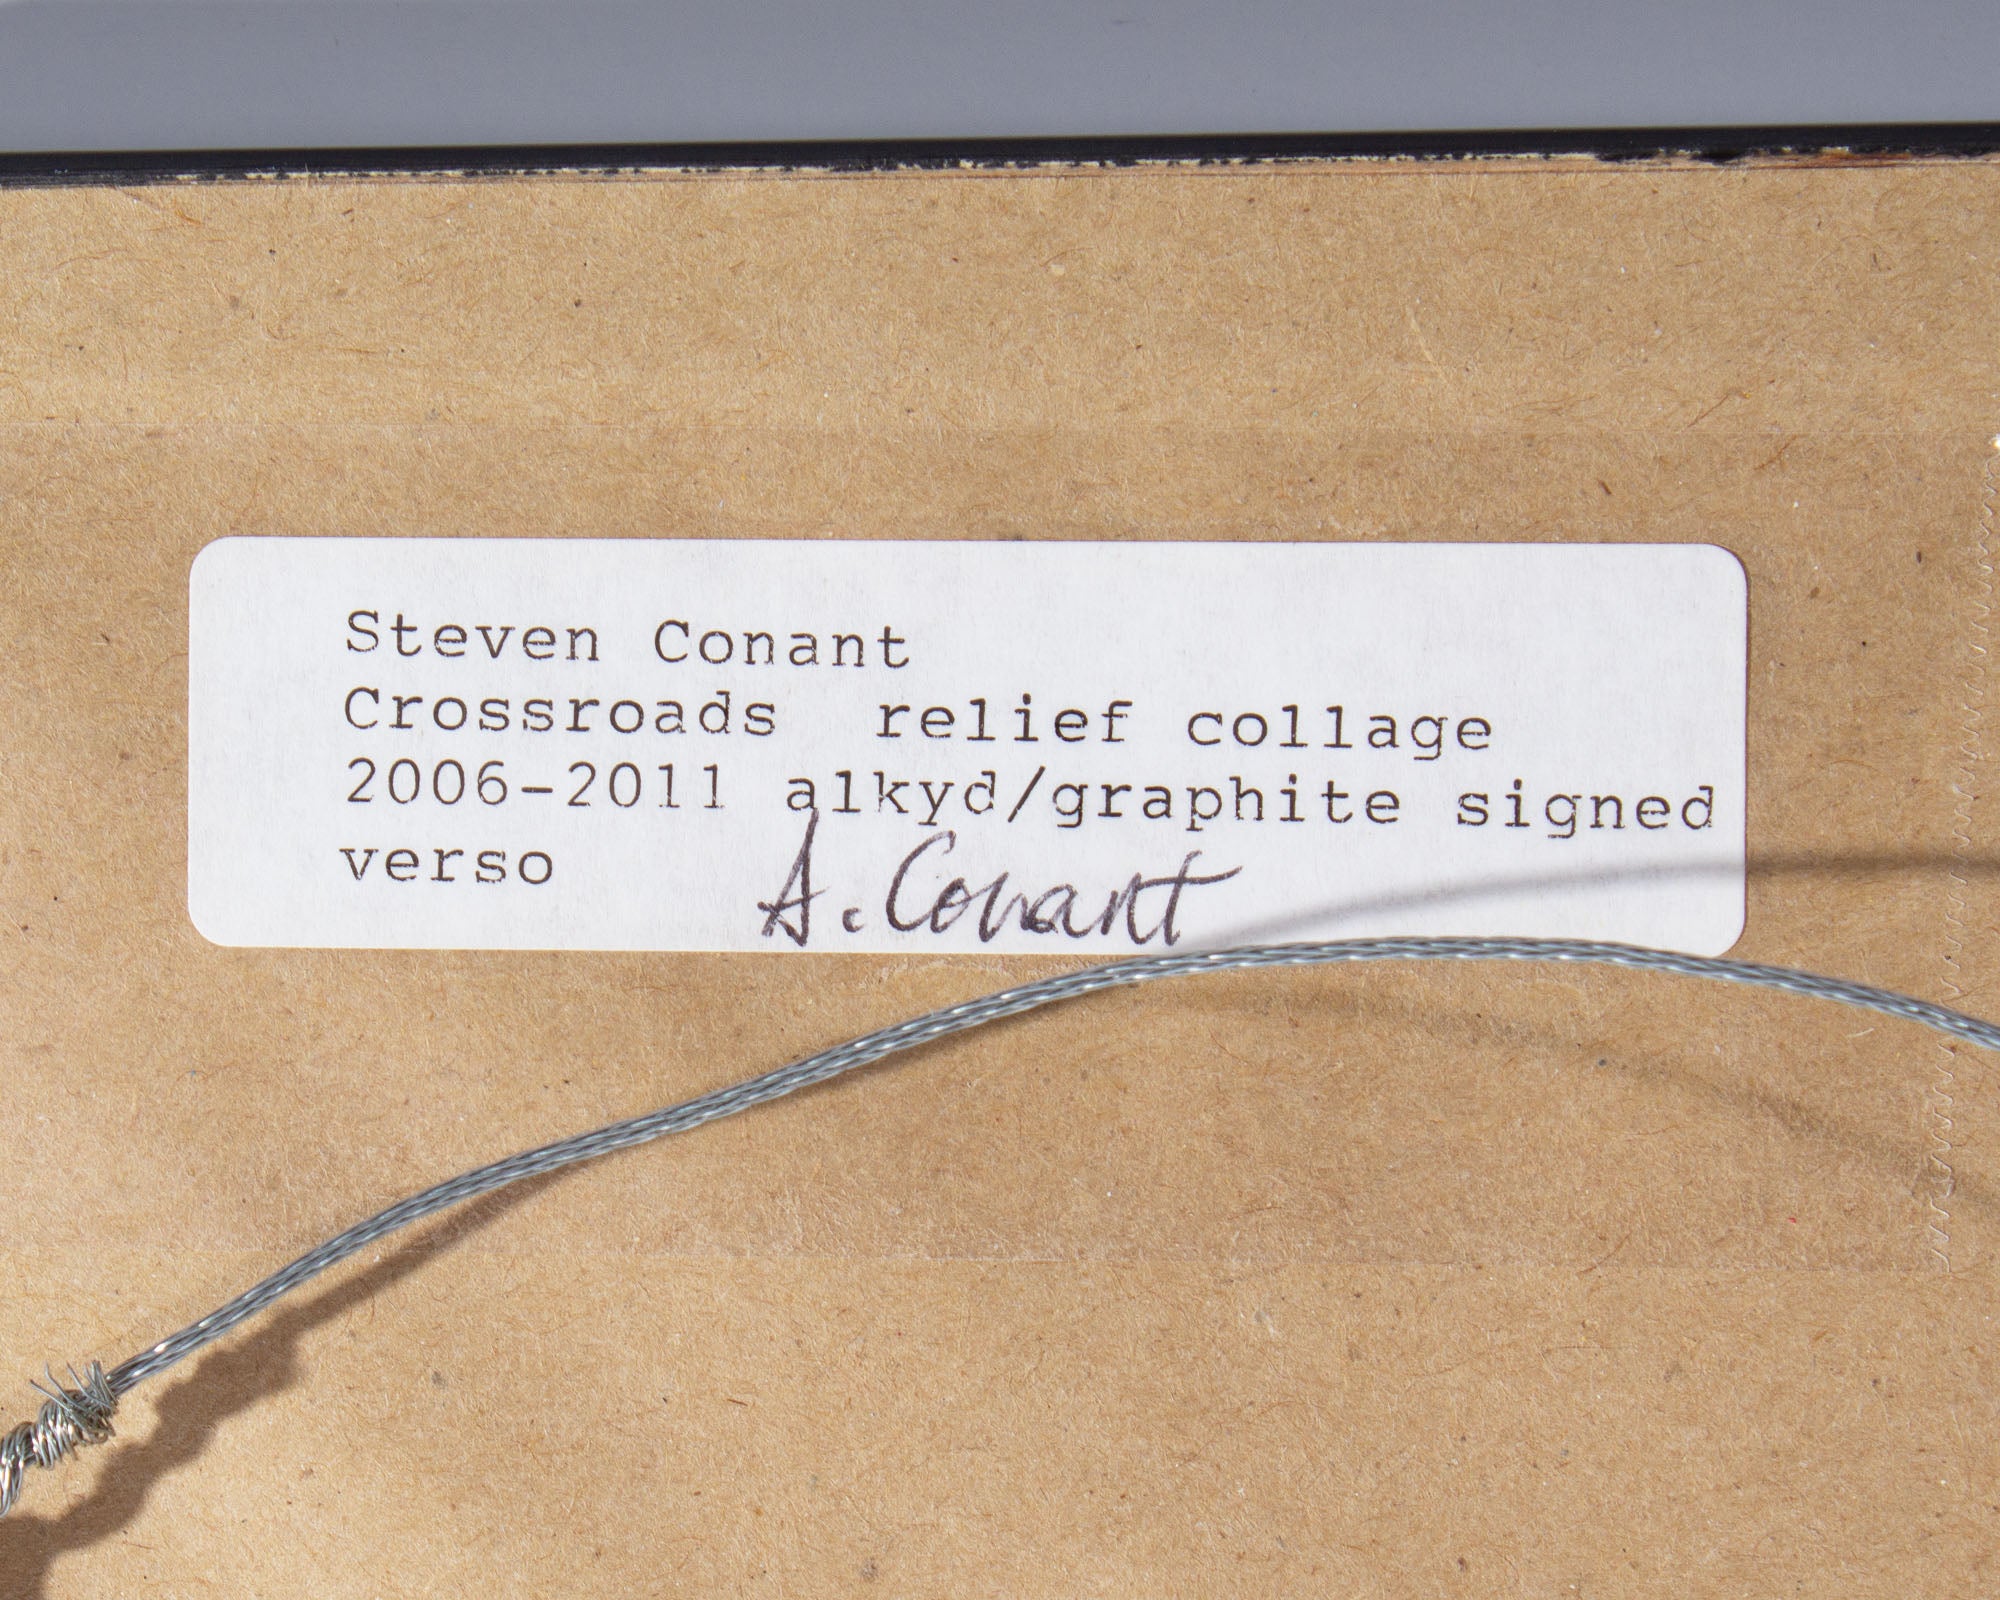 Steven Conant
Crossroads relief collage
2006-2011 alkyd/graphite signed
verso
A. Conant